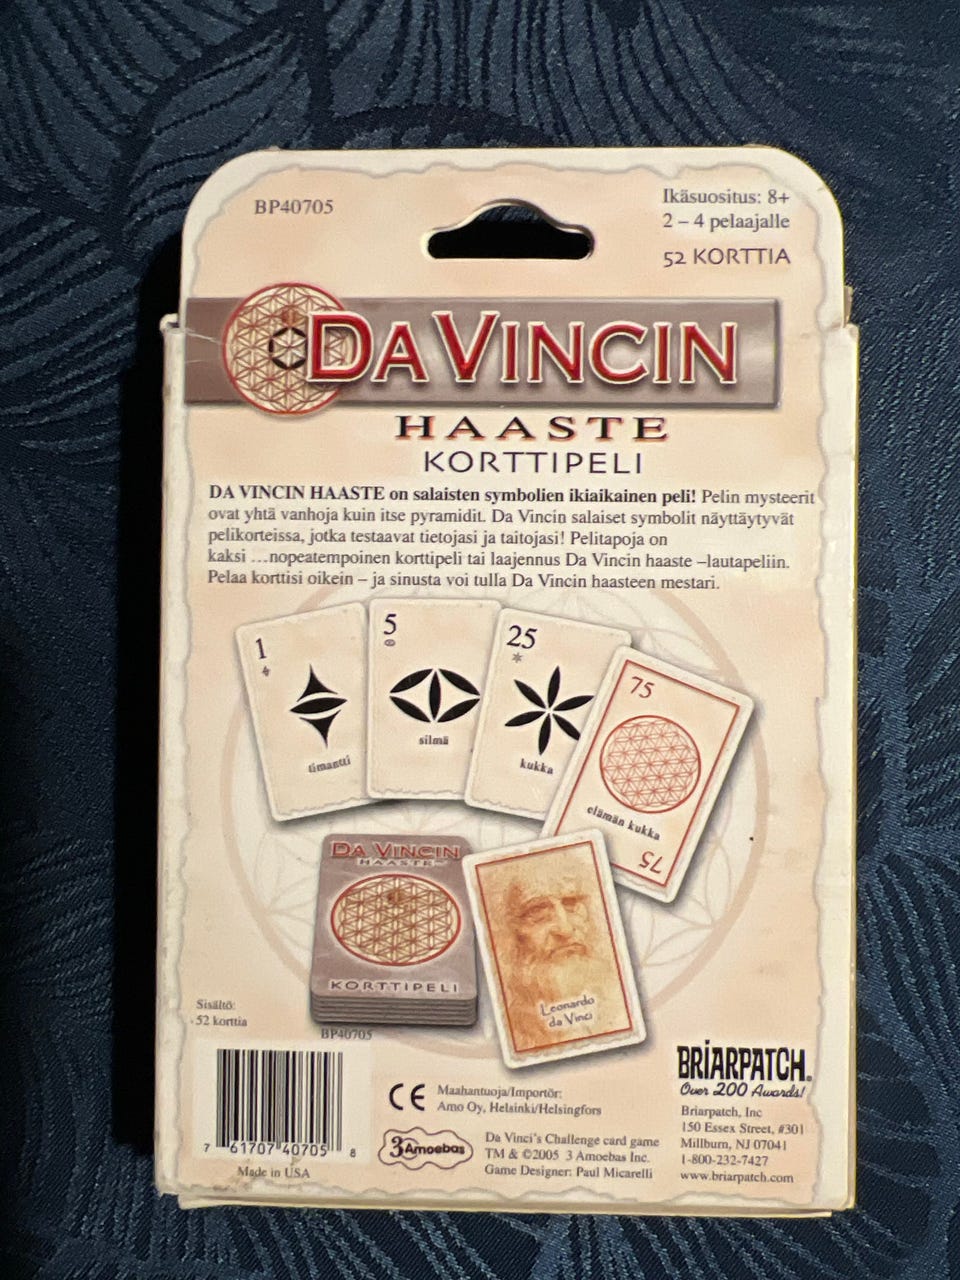 BP40705
Ikäsuositus: 8+
2 – 4 pelaajalle
52 KORTTIA
DA VINCIN
HAASTE
KORTTIPELI
DA VINCIN HAASTE on salaisten symbolien ikiaikainen peli! Pelin mysteerit
ovat yhtä vanhoja kuin itse pyramidit. Da Vincin salaiset symbolit näyttäytyvät
pelikorteissa, jotka testaavat tietojasi ja taitojasi! Pelitapoja on
kaksi …nopeatempoinen korttipeli tai laajennus Da Vincin haaste –lautapeliin.
Pelaa korttisi oikein – ja sinusta voi tulla Da Vincin haasteen mestari.
1
timantti
5
silmä
25
kukka
75
elämän kukka
75
DA VINCIN
HAASTE™
KORTTIPELI
BP40705
Leonardo
da Vinci
Sisältö:
52 korttia
7 61707 40705 8
Made in USA
CE
Maahantuoja/Importör:
Amo Oy, Helsinki/Helsingfors
3Amoebas
Da Vinci's Challenge card game
TM & ©2005 3 Amoebas Inc.
Game Designer: Paul Micarelli
BRIARPATCH®
Over 200 Awards!
Briarpatch, Inc
150 Essex Street, #301
Millburn, NJ 07041
1-800-232-7427
www.briarpatch.com